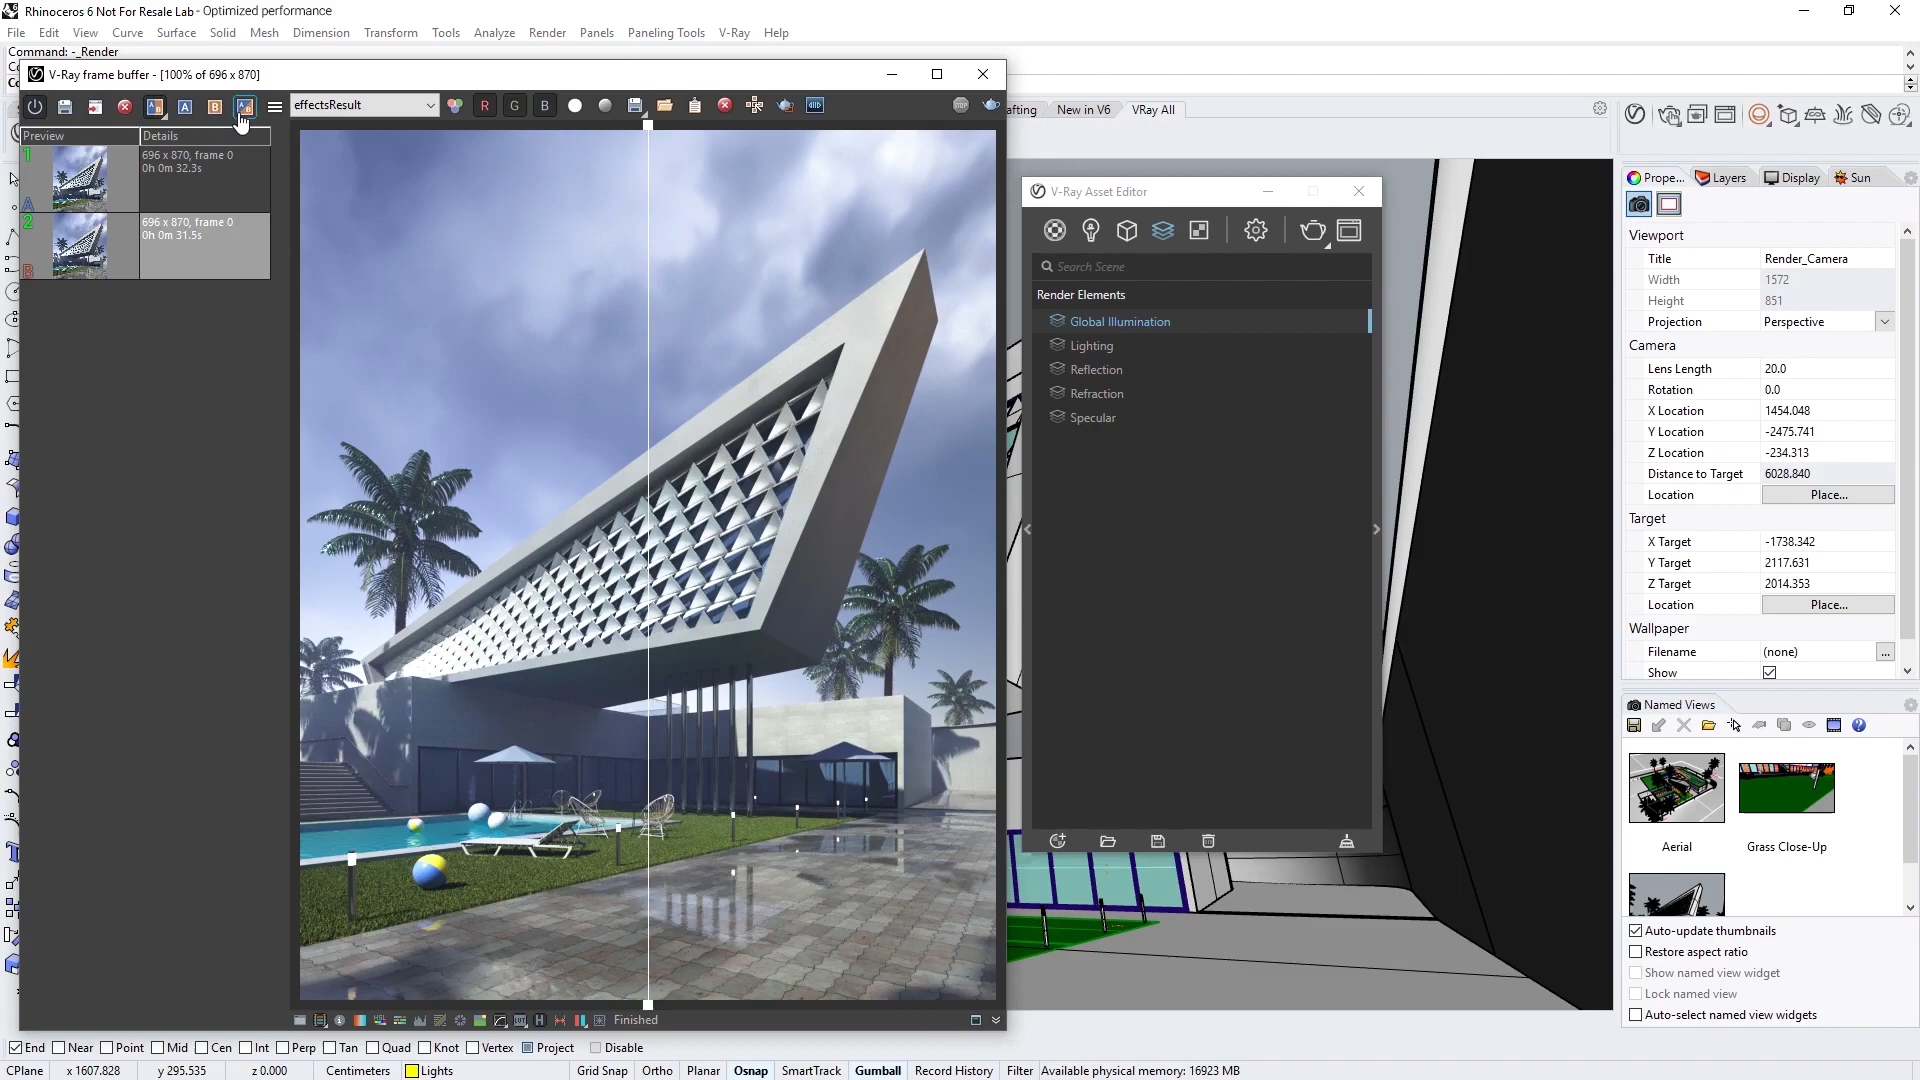 Rhinoceros 6 Not For Resale Lab - Optimized performance
File Edit View Curve Surface Solid Mesh Dimension Transform Tools Analyze Render Panels Paneling Tools V-Ray Help
Command: -_Render
V-Ray frame buffer - [100% of 696 x 870]
effectsResult
R G B
A B
Preview Details
1
696 x 870, frame 0
0h 0m 32.3s
A
2
696 x 870, frame 0
0h 0m 31.5s
B
Finished
afting New in V6 VRay All
V-Ray Asset Editor
Search Scene
Render Elements
Global Illumination
Lighting
Reflection
Refraction
Specular
Prope... Layers Display Sun
Viewport
Title Render_Camera
Width 1572
Height 851
Projection Perspective
Camera
Lens Length 20.0
Rotation 0.0
X Location 1454.048
Y Location -2475.741
Z Location -234.313
Distance to Target 6028.840
Location Place...
Target
X Target -1738.342
Y Target 2117.631
Z Target 2014.353
Location Place...
Wallpaper
Filename (none) ...
Show
Named Views
Aerial Grass Close-Up
Auto-update thumbnails
Restore aspect ratio
Show named view widget
Lock named view
Auto-select named view widgets
End Near Point Mid Cen Int Perp Tan Quad Knot Vertex Project Disable
CPlane x 1607.828 y 295.535 z 0.000 Centimeters Lights Grid Snap Ortho Planar Osnap SmartTrack Gumball Record History Filter Available physical memory: 16923 MB